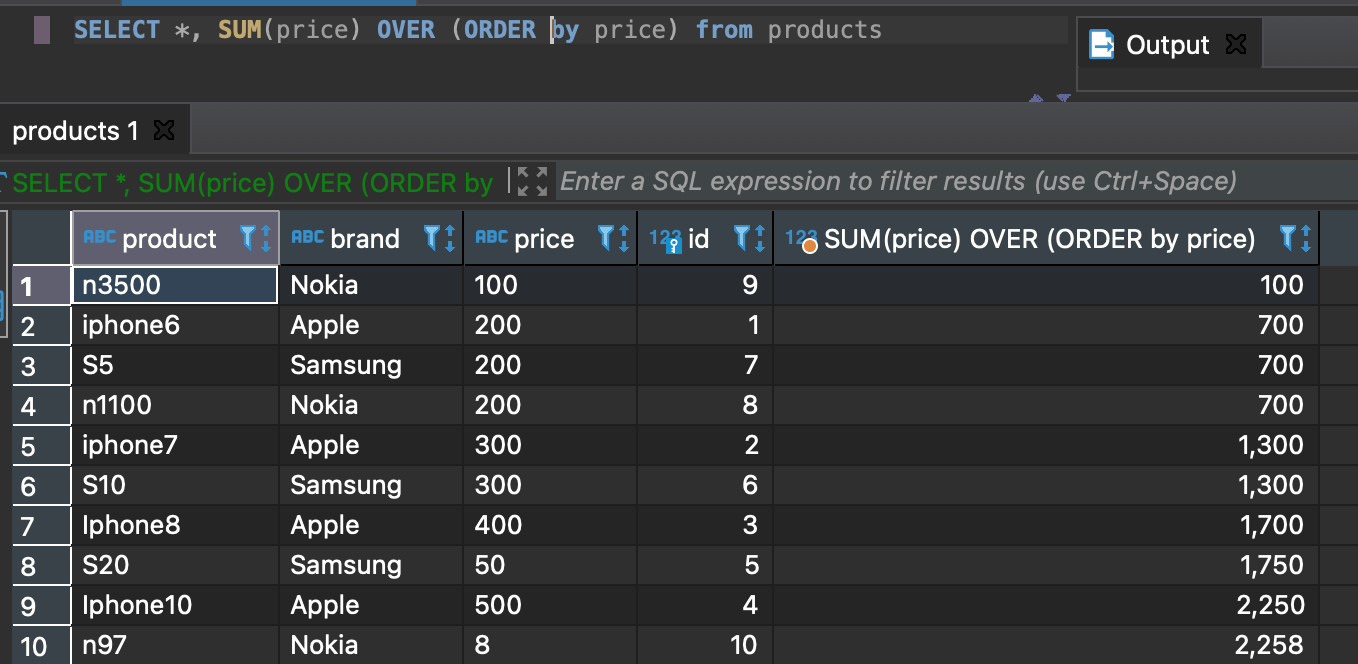 SELECT *, SUM(price) OVER (ORDER by price) from products
Output
products 1
SELECT *, SUM(price) OVER (ORDER by
Enter a SQL expression to filter results (use Ctrl+Space)
ABC product ABC brand ABC price 123 id 123 SUM(price) OVER (ORDER by price)
1 n3500 Nokia 100 9 100
2 iphone6 Apple 200 1 700
3 S5 Samsung 200 7 700
4 n1100 Nokia 200 8 700
5 iphone7 Apple 300 2 1,300
6 S10 Samsung 300 6 1,300
7 Iphone8 Apple 400 3 1,700
8 S20 Samsung 50 5 1,750
9 Iphone10 Apple 500 4 2,250
10 n97 Nokia 8 10 2,258